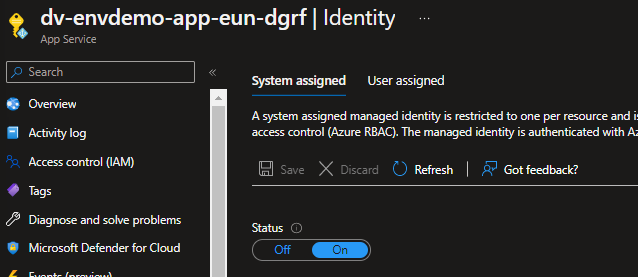 dv-envdemo-app-eun-dgrf | Identity ...
App Service
Search
«
Overview
Activity log
Access control (IAM)
Tags
Diagnose and solve problems
Microsoft Defender for Cloud
Events (preview)
System assigned User assigned
A system assigned managed identity is restricted to one per resource and is
access control (Azure RBAC). The managed identity is authenticated with Az
Save Discard Refresh Got feedback?
Status
Off On